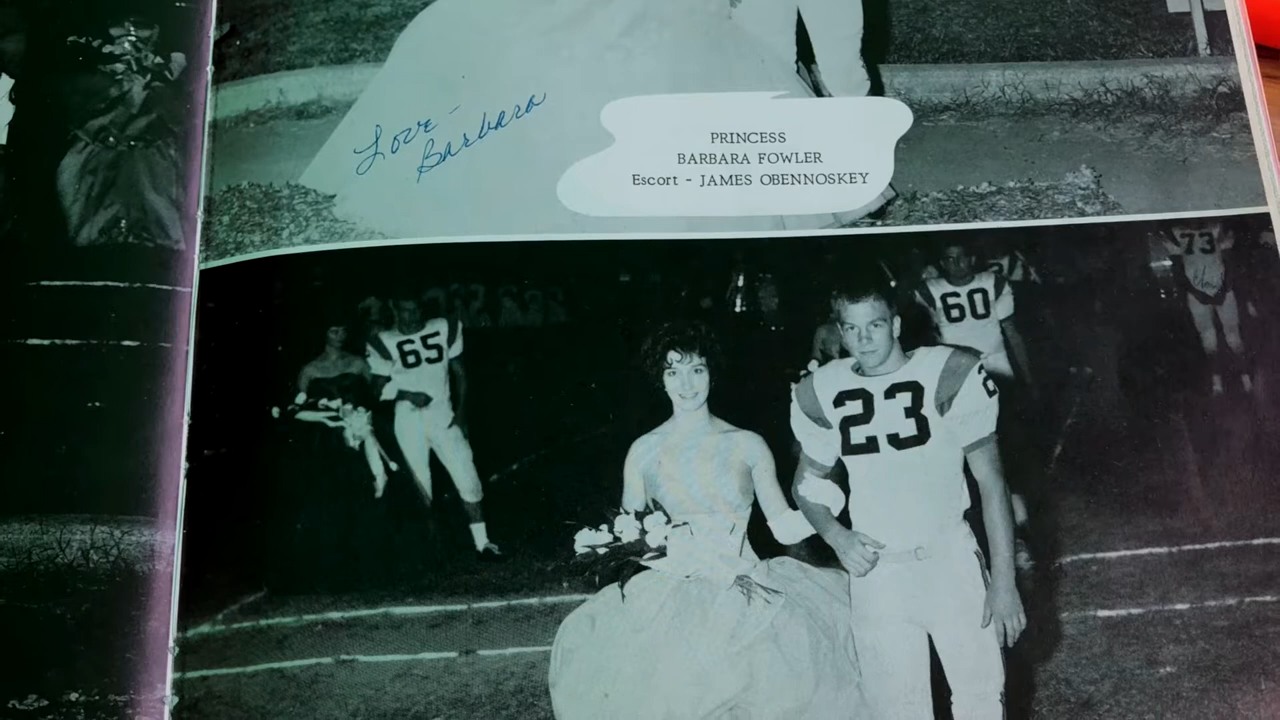 Love -
Barbara
PRINCESS
BARBARA FOWLER
Escort - JAMES OBENNOSKEY
73
60
65
23